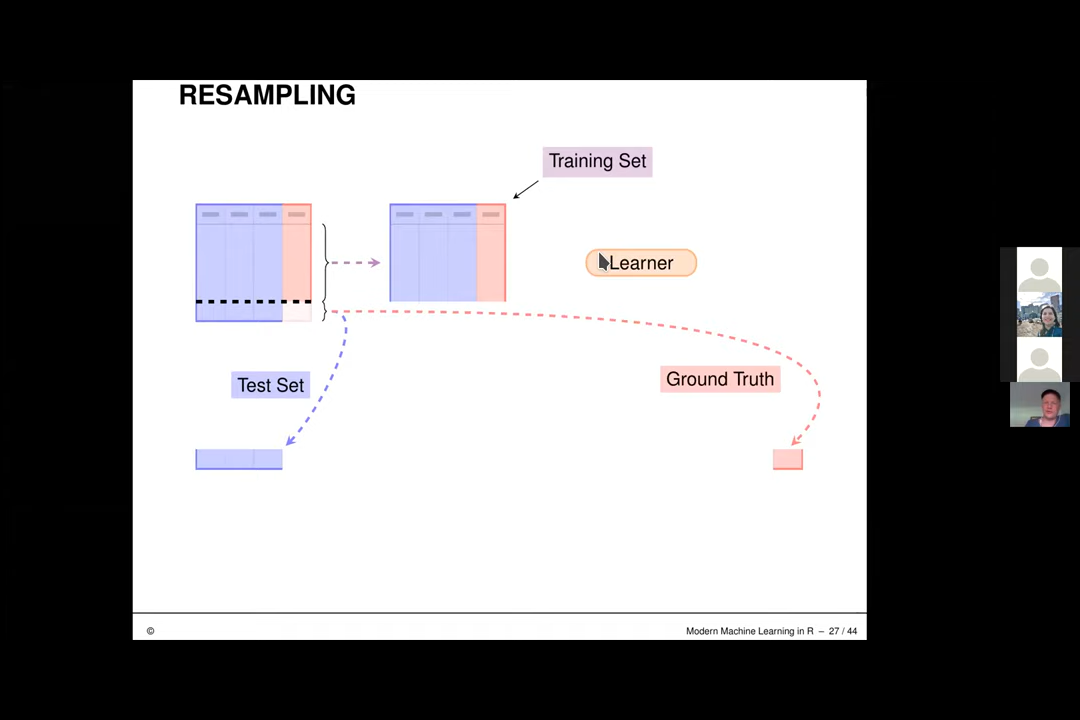 RESAMPLING
Training Set
Learner
Test Set
Ground Truth
© Modern Machine Learning in R – 27 / 44